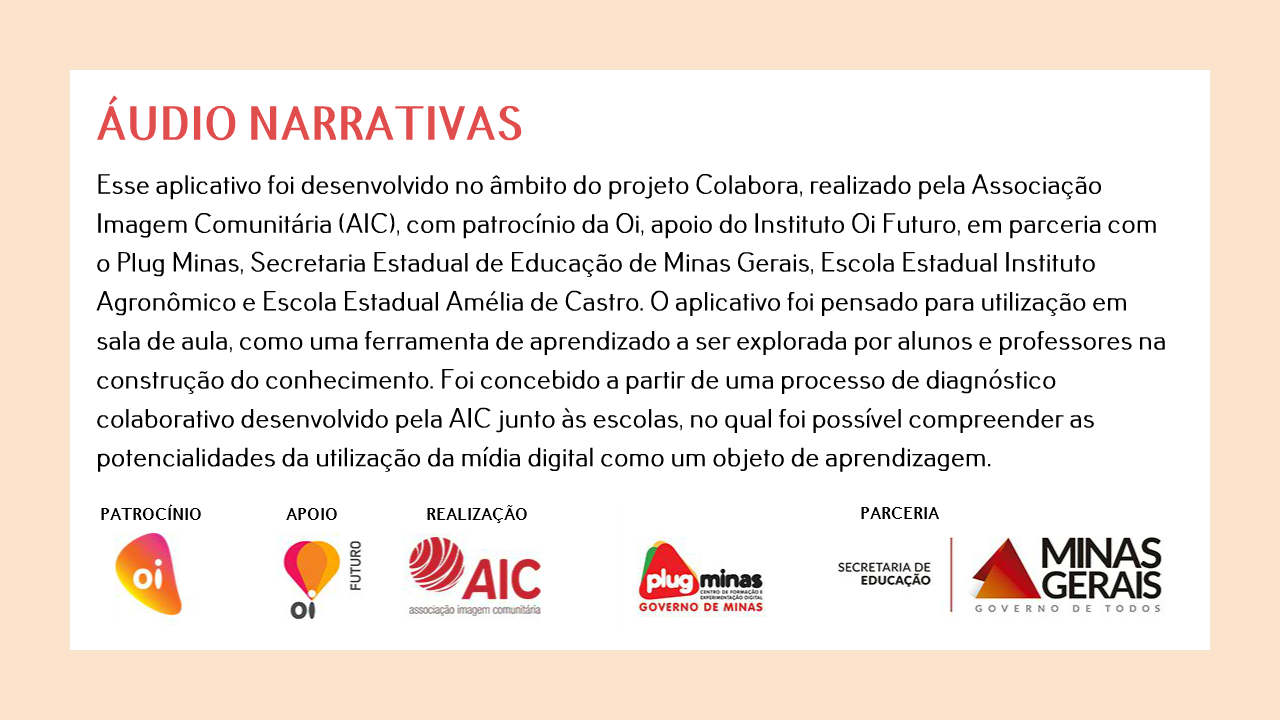 ÁUDIO NARRATIVAS
Esse aplicativo foi desenvolvido no âmbito do projeto Colabora, realizado pela Associação
Imagem Comunitária (AIC), com patrocínio da Oi, apoio do Instituto Oi Futuro, em parceria com
o Plug Minas, Secretaria Estadual de Educação de Minas Gerais, Escola Estadual Instituto
Agronômico e Escola Estadual Amélia de Castro. O aplicativo foi pensado para utilização em
sala de aula, como uma ferramenta de aprendizado a ser explorada por alunos e professores na
construção do conhecimento. Foi concebido a partir de uma processo de diagnóstico
colaborativo desenvolvido pela AIC junto às escolas, no qual foi possível compreender as
potencialidades da utilização da mídia digital como um objeto de aprendizagem.
PATROCÍNIO
oi
APOIO
oi
FUTURO
REALIZAÇÃO
AIC
associação imagem comunitária
plug minas
CENTRO DE FORMAÇÃO E
EXPERIMENTAÇÃO DIGITAL
GOVERNO DE MINAS
PARCERIA
SECRETARIA DE
EDUCAÇÃO
MINAS
GERAIS
GOVERNO DE TODOS